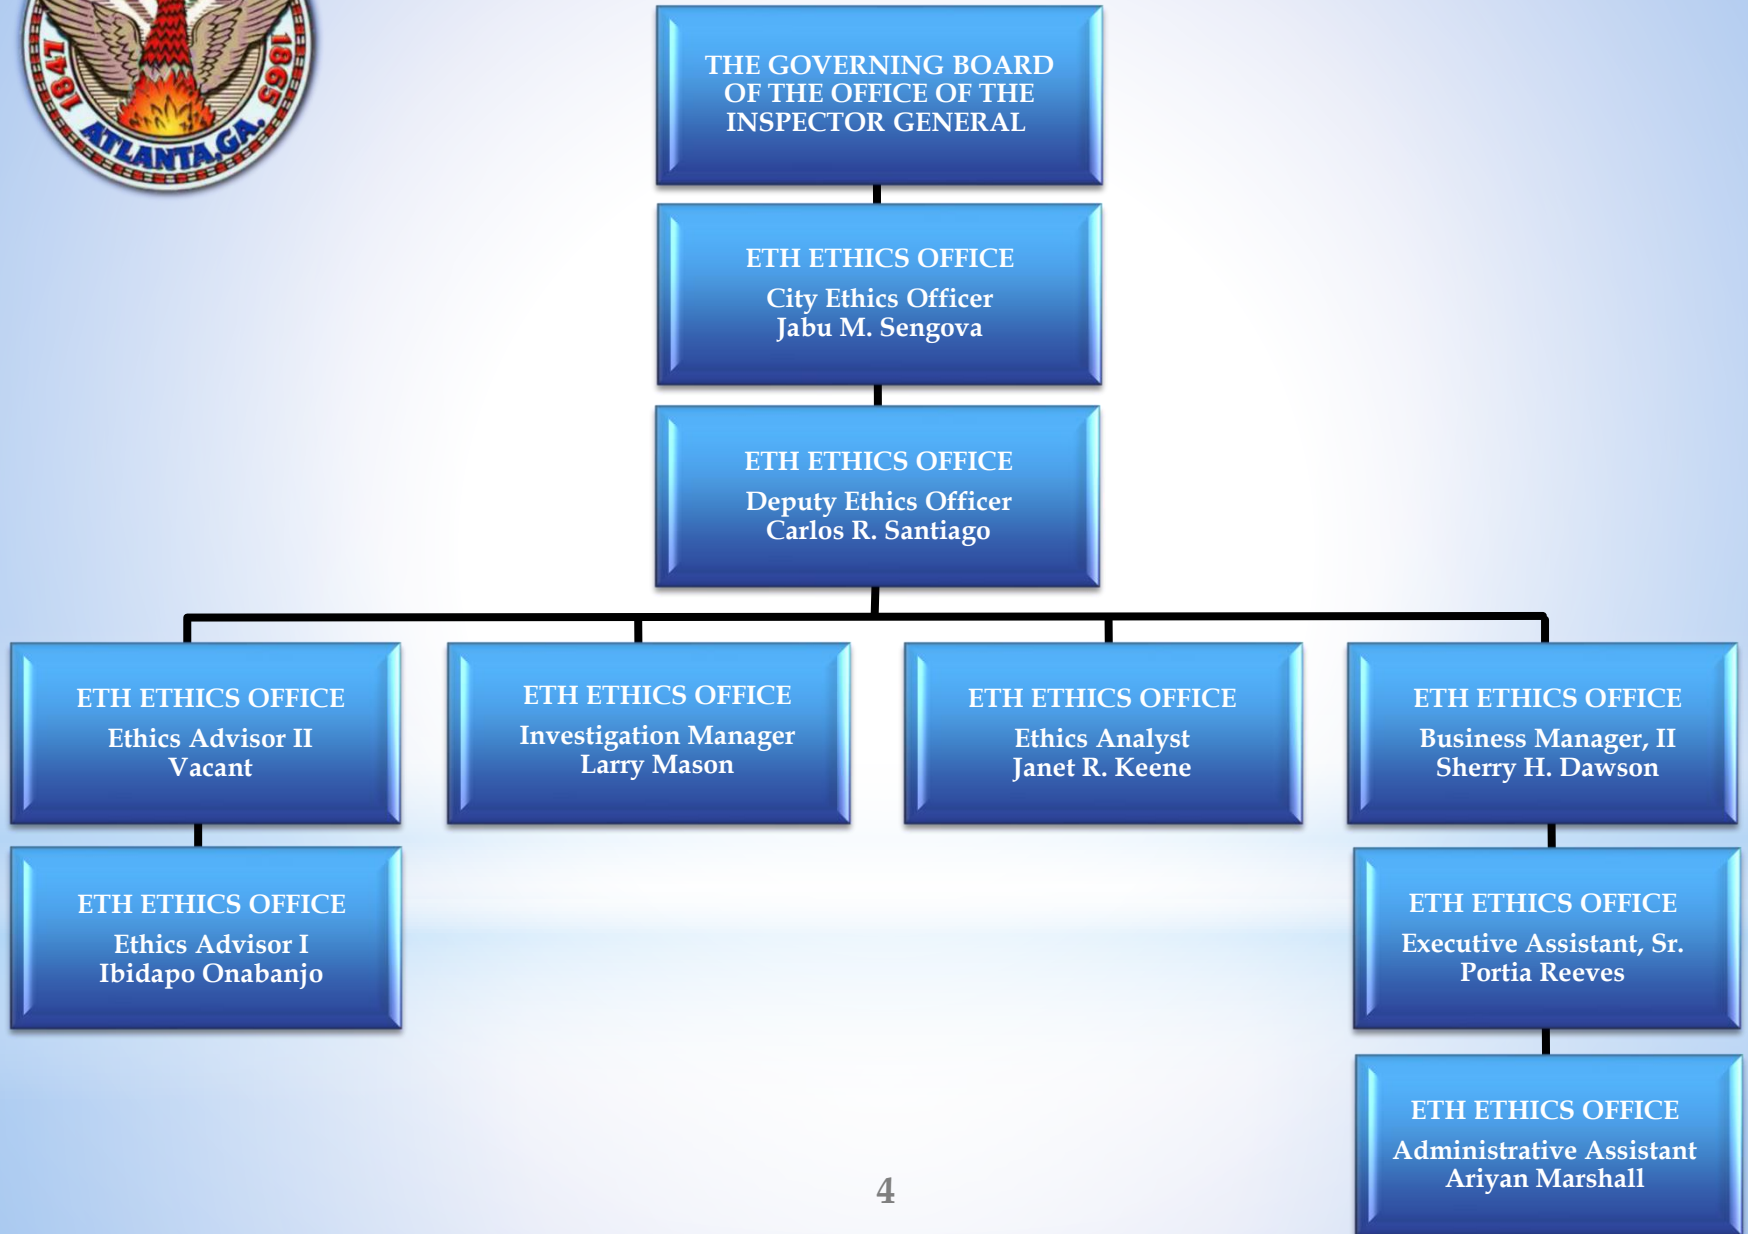 1847
1865
ATLANTA, GA.
THE GOVERNING BOARD
OF THE OFFICE OF THE
INSPECTOR GENERAL
ETH ETHICS OFFICE
City Ethics Officer
Jabu M. Sengova
ETH ETHICS OFFICE
Deputy Ethics Officer
Carlos R. Santiago
ETH ETHICS OFFICE
Ethics Advisor II
Vacant
ETH ETHICS OFFICE
Investigation Manager
Larry Mason
ETH ETHICS OFFICE
Ethics Analyst
Janet R. Keene
ETH ETHICS OFFICE
Business Manager, II
Sherry H. Dawson
ETH ETHICS OFFICE
Ethics Advisor I
Ibidapo Onabanjo
ETH ETHICS OFFICE
Executive Assistant, Sr.
Portia Reeves
ETH ETHICS OFFICE
Administrative Assistant
Ariyan Marshall
4